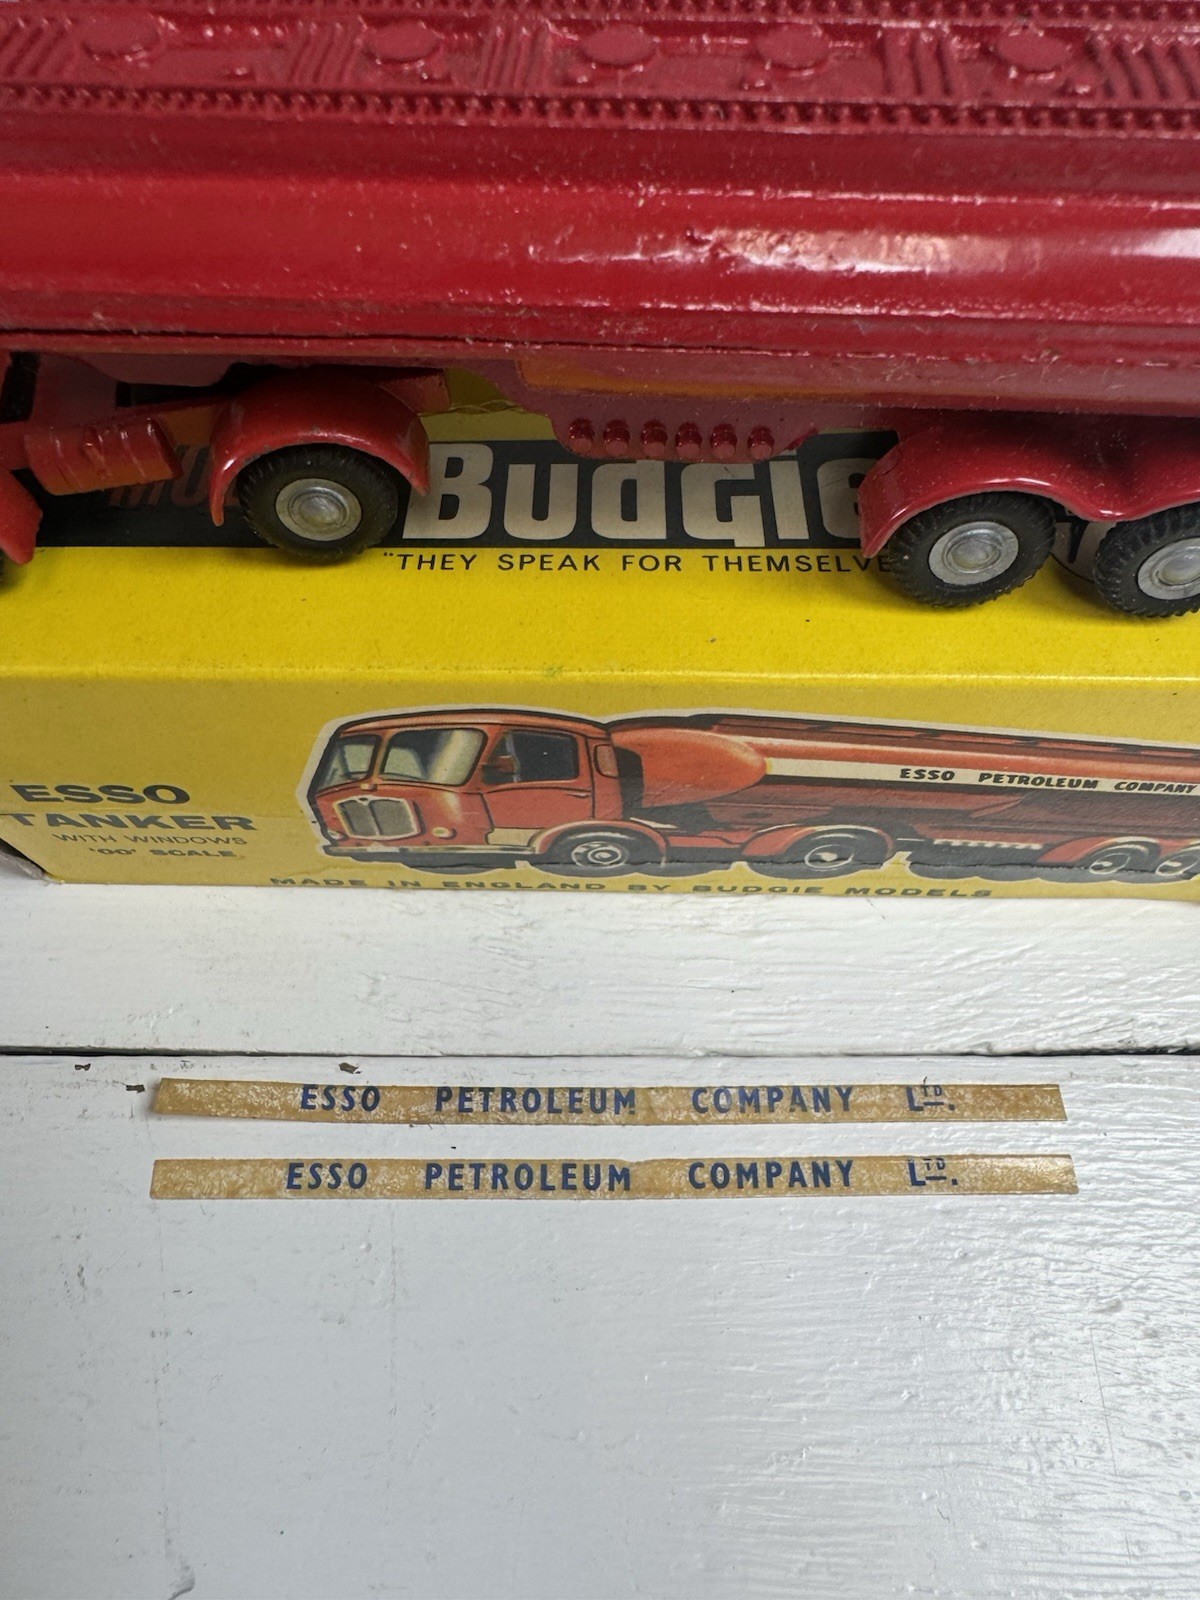 Budgie
"THEY SPEAK FOR THEMSELVE
ESSO PETROLEUM COMPANY
ESSO
TANKER
WITH WINDOWS
'OO' SCALE
MADE IN ENGLAND BY BUDGIE MODELS
ESSO PETROLEUM COMPANY LTD.
ESSO PETROLEUM COMPANY LTD.